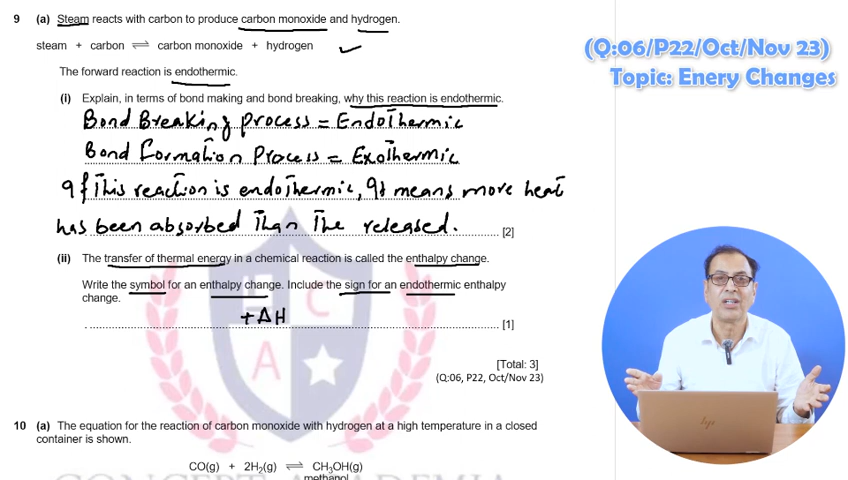 9 (a) Steam reacts with carbon to produce carbon monoxide and hydrogen.
steam + carbon ⇌ carbon monoxide + hydrogen
The forward reaction is endothermic.
(i) Explain, in terms of bond making and bond breaking, why this reaction is endothermic.
Bond Breaking process = Endothermic
Bond Formation Process = Exothermic
If This reaction is endothermic, It means more heat
has been absorbed Than The released.
[2]
(ii) The transfer of thermal energy in a chemical reaction is called the enthalpy change.
Write the symbol for an enthalpy change. Include the sign for an endothermic enthalpy
change.
+ΔH
[1]
[Total: 3]
(Q:06, P22, Oct/Nov 23)
10 (a) The equation for the reaction of carbon monoxide with hydrogen at a high temperature in a closed
container is shown.
CO(g) + 2H₂(g) ⇌ CH₃OH(g)
methanol
(Q:06/P22/Oct/Nov 23)
Topic: Enery Changes
C
A
CONCEPT ACADEMIA